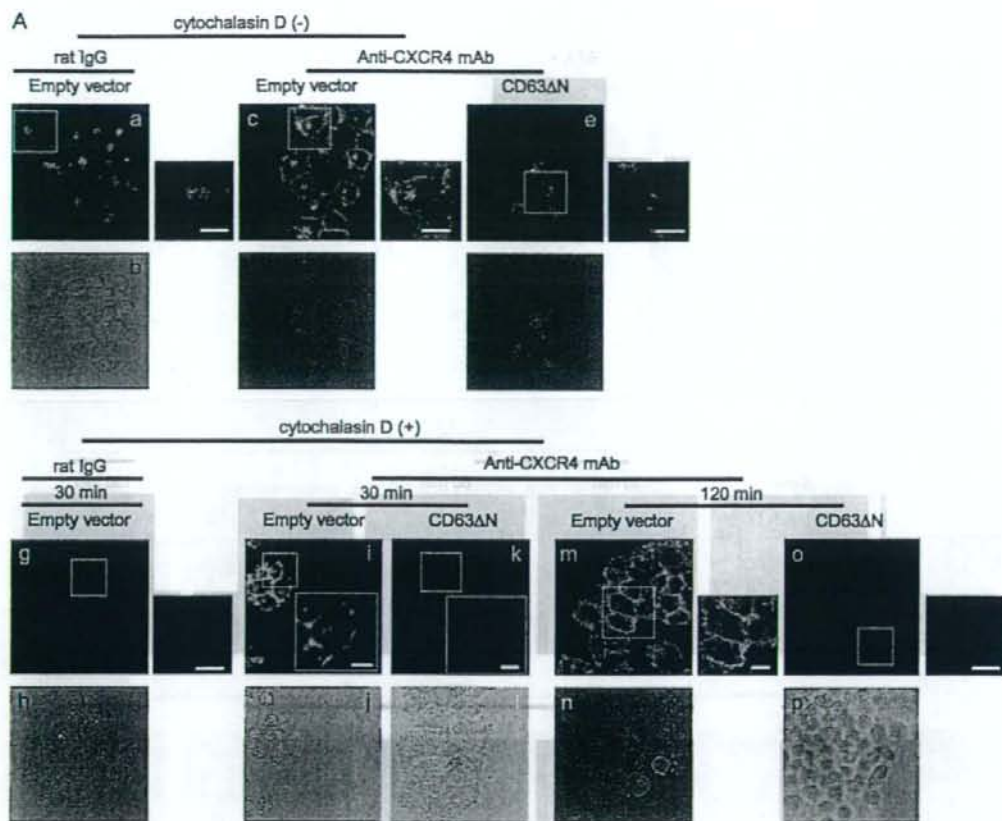 A
cytochalasin D (-)
rat IgG
Anti-CXCR4 mAb
Empty vector
Empty vector
CD63ΔN
a
c
e
b
cytochalasin D (+)
rat IgG
Anti-CXCR4 mAb
30 min
30 min
120 min
Empty vector
Empty vector
CD63ΔN
Empty vector
CD63ΔN
g
i
k
m
o
h
j
l
n
p